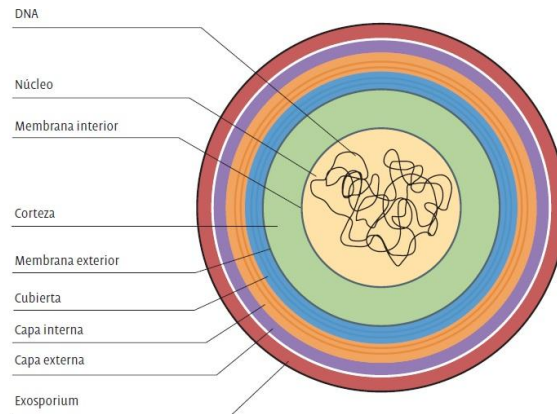 DNA
Núcleo
Membrana interior
Corteza
Membrana exterior
Cubierta
Capa interna
Capa externa
Exosporium